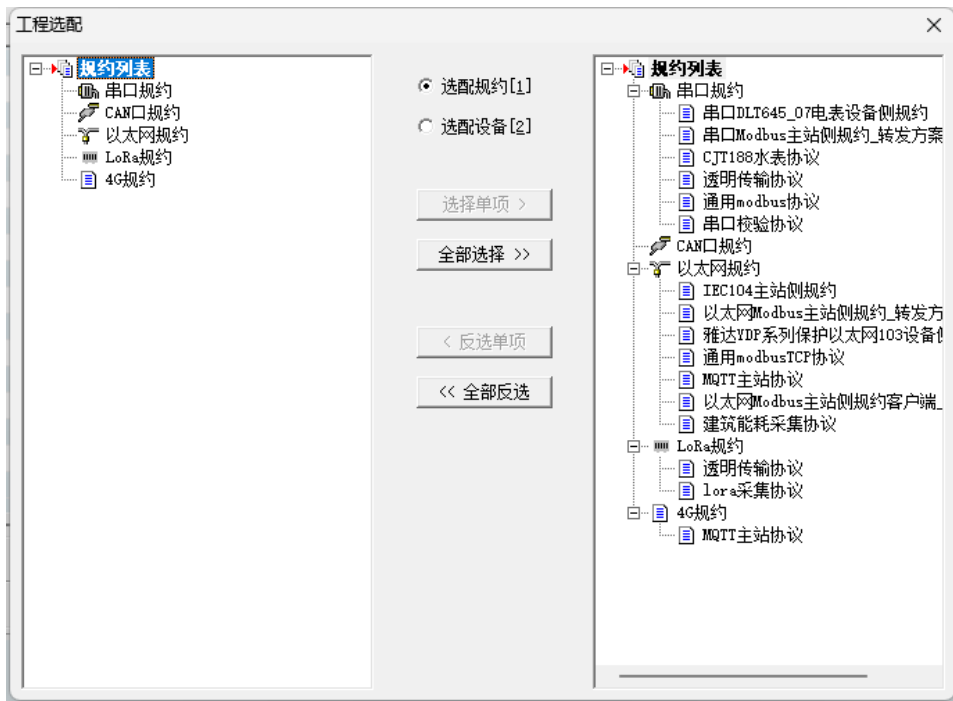 工程选配
规约列表
串口规约
CAN口规约
以太网规约
LoRa规约
4G规约
选配规约[1]
选配设备[2]
选择单项 >
全部选择 >>
< 反选单项
<< 全部反选
规约列表
串口规约
串口DLT645_07电表设备侧规约
串口Modbus主站侧规约_转发方案
CJT188水表协议
透明传输协议
通用modbus协议
串口校验协议
CAN口规约
以太网规约
IEC104主站侧规约
以太网Modbus主站侧规约_转发方
雅达YDP系列保护以太网103设备侧
通用modbusTCP协议
MQTT主站协议
以太网Modbus主站侧规约客户端_
建筑能耗采集协议
LoRa规约
透明传输协议
lora采集协议
4G规约
MQTT主站协议